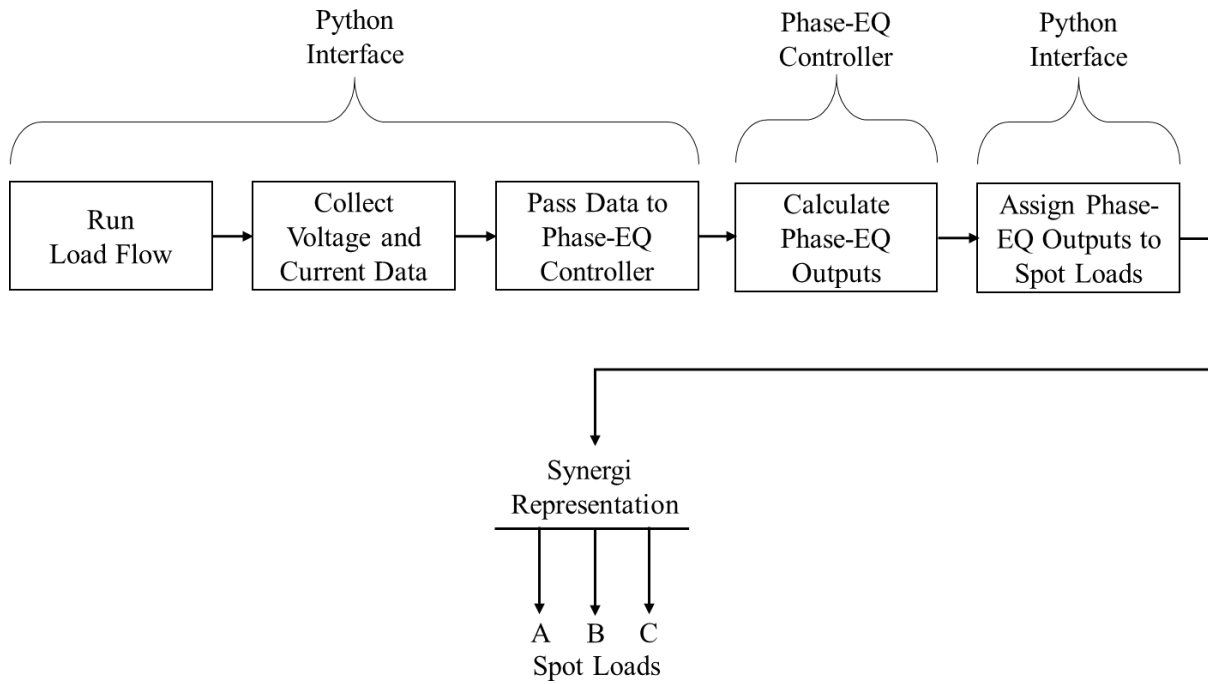 Python
Interface
Phase-EQ
Controller
Python
Interface
Run
Load Flow
Collect
Voltage and
Current Data
Pass Data to
Phase-EQ
Controller
Calculate
Phase-EQ
Outputs
Assign Phase-
EQ Outputs to
Spot Loads
Synergi
Representation
A B C
Spot Loads